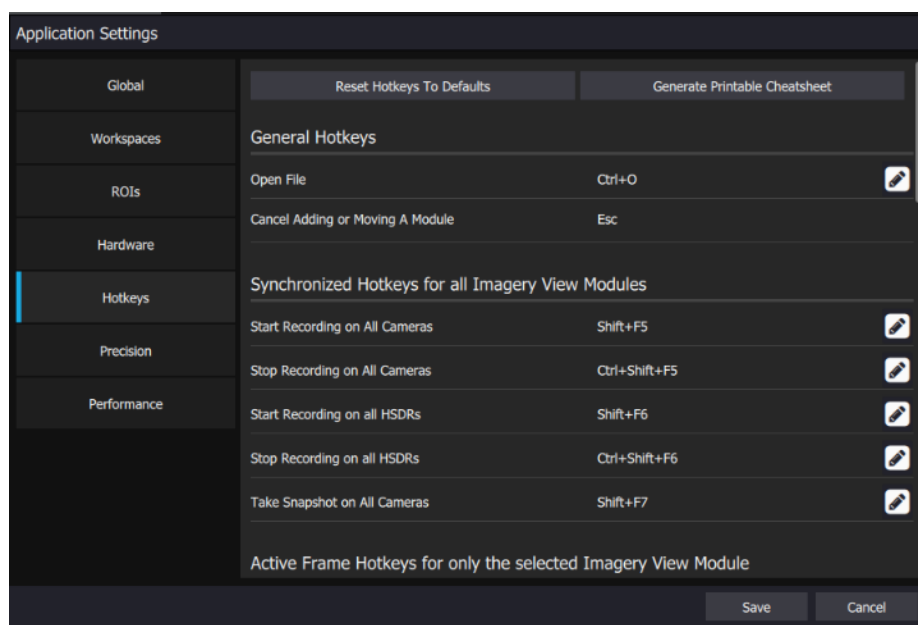 Application Settings
Global
Workspaces
ROIs
Hardware
Hotkeys
Precision
Performance
Reset Hotkeys To Defaults
Generate Printable Cheatsheet
General Hotkeys
Open File Ctrl+O
Cancel Adding or Moving A Module Esc
Synchronized Hotkeys for all Imagery View Modules
Start Recording on All Cameras Shift+F5
Stop Recording on All Cameras Ctrl+Shift+F5
Start Recording on all HSDRs Shift+F6
Stop Recording on all HSDRs Ctrl+Shift+F6
Take Snapshot on All Cameras Shift+F7
Active Frame Hotkeys for only the selected Imagery View Module
Save
Cancel